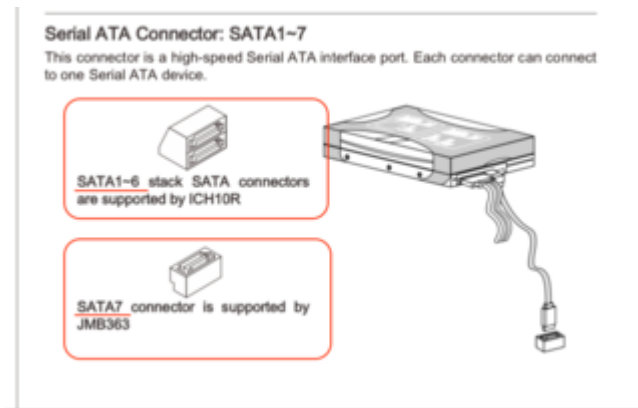 Serial ATA Connector: SATA1~7
This connector is a high-speed Serial ATA interface port. Each connector can connect
to one Serial ATA device.
SATA1~6 stack SATA connectors
are supported by ICH10R
SATA7 connector is supported by
JMB363